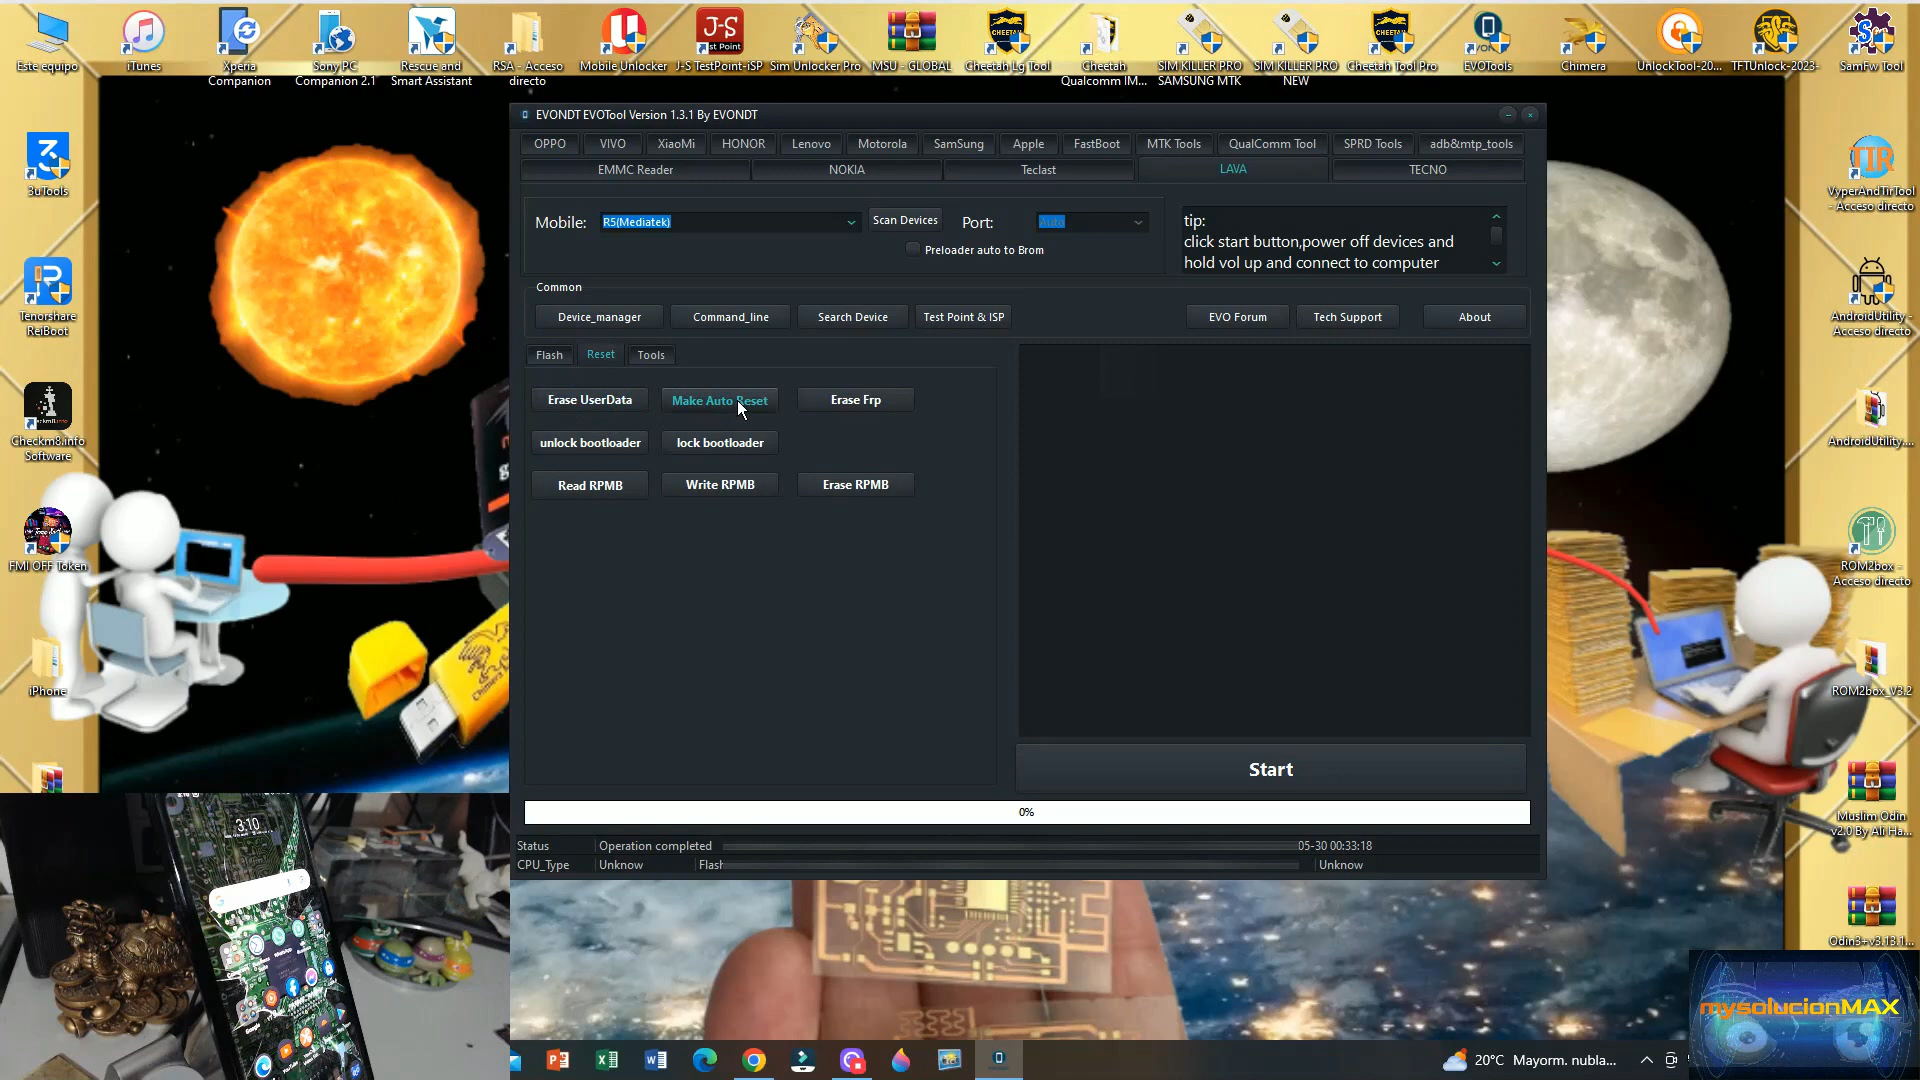 Este equipo
iTunes
Xperia
Companion
Sony PC
Companion 2.1
Rescue and
Smart Assistant
RSA - Acceso
directo
Mobile Unlocker
J-S
st Point
J-S TestPoint-iSP
Sim Unlocker Pro
MSU - GLOBAL
CHEETAH
Cheetah Lg Tool
Cheetah
Qualcomm IM...
SIM KILLER PRO
SAMSUNG MTK
SIM KILLER PRO
NEW
CHEETAH
Cheetah Tool Pro
EVOTools
Chimera
UnlockTool-20...
TFTUnlock-2023-
SamFw Tool
3uTools
Tenorshare
ReiBoot
Checkm8.info
Software
FMI OFF Token
iPhone
EVONDT EVOTool Version 1.3.1 By EVONDT
OPPO
VIVO
XiaoMi
HONOR
Lenovo
Motorola
SamSung
Apple
FastBoot
MTK Tools
QualComm Tool
SPRD Tools
adb&mtp_tools
EMMC Reader
NOKIA
Teclast
LAVA
TECNO
Mobile:
R5(Mediatek)
Scan Devices
Port:
Auto
Preloader auto to Brom
tip:
click start button,power off devices and
hold vol up and connect to computer
Common
Device_manager
Command_line
Search Device
Test Point & ISP
EVO Forum
Tech Support
About
Flash
Reset
Tools
Erase UserData
Make Auto Reset
Erase Frp
unlock bootloader
lock bootloader
Read RPMB
Write RPMB
Erase RPMB
Start
0%
Status
Operation completed
05-30 00:33:18
CPU_Type
Unknow
Flash
Unknow
TIR
VyperAndTirTool
- Acceso directo
AndroidUtility -
Acceso directo
AndroidUtility....
ROM2box -
Acceso directo
ROM2box_V3.2
Muslim Odin
v2.0 By Ali Ha...
Odin3+v3.13.1...
3:10
mysolucionMAX
20°C Mayorm. nubla...